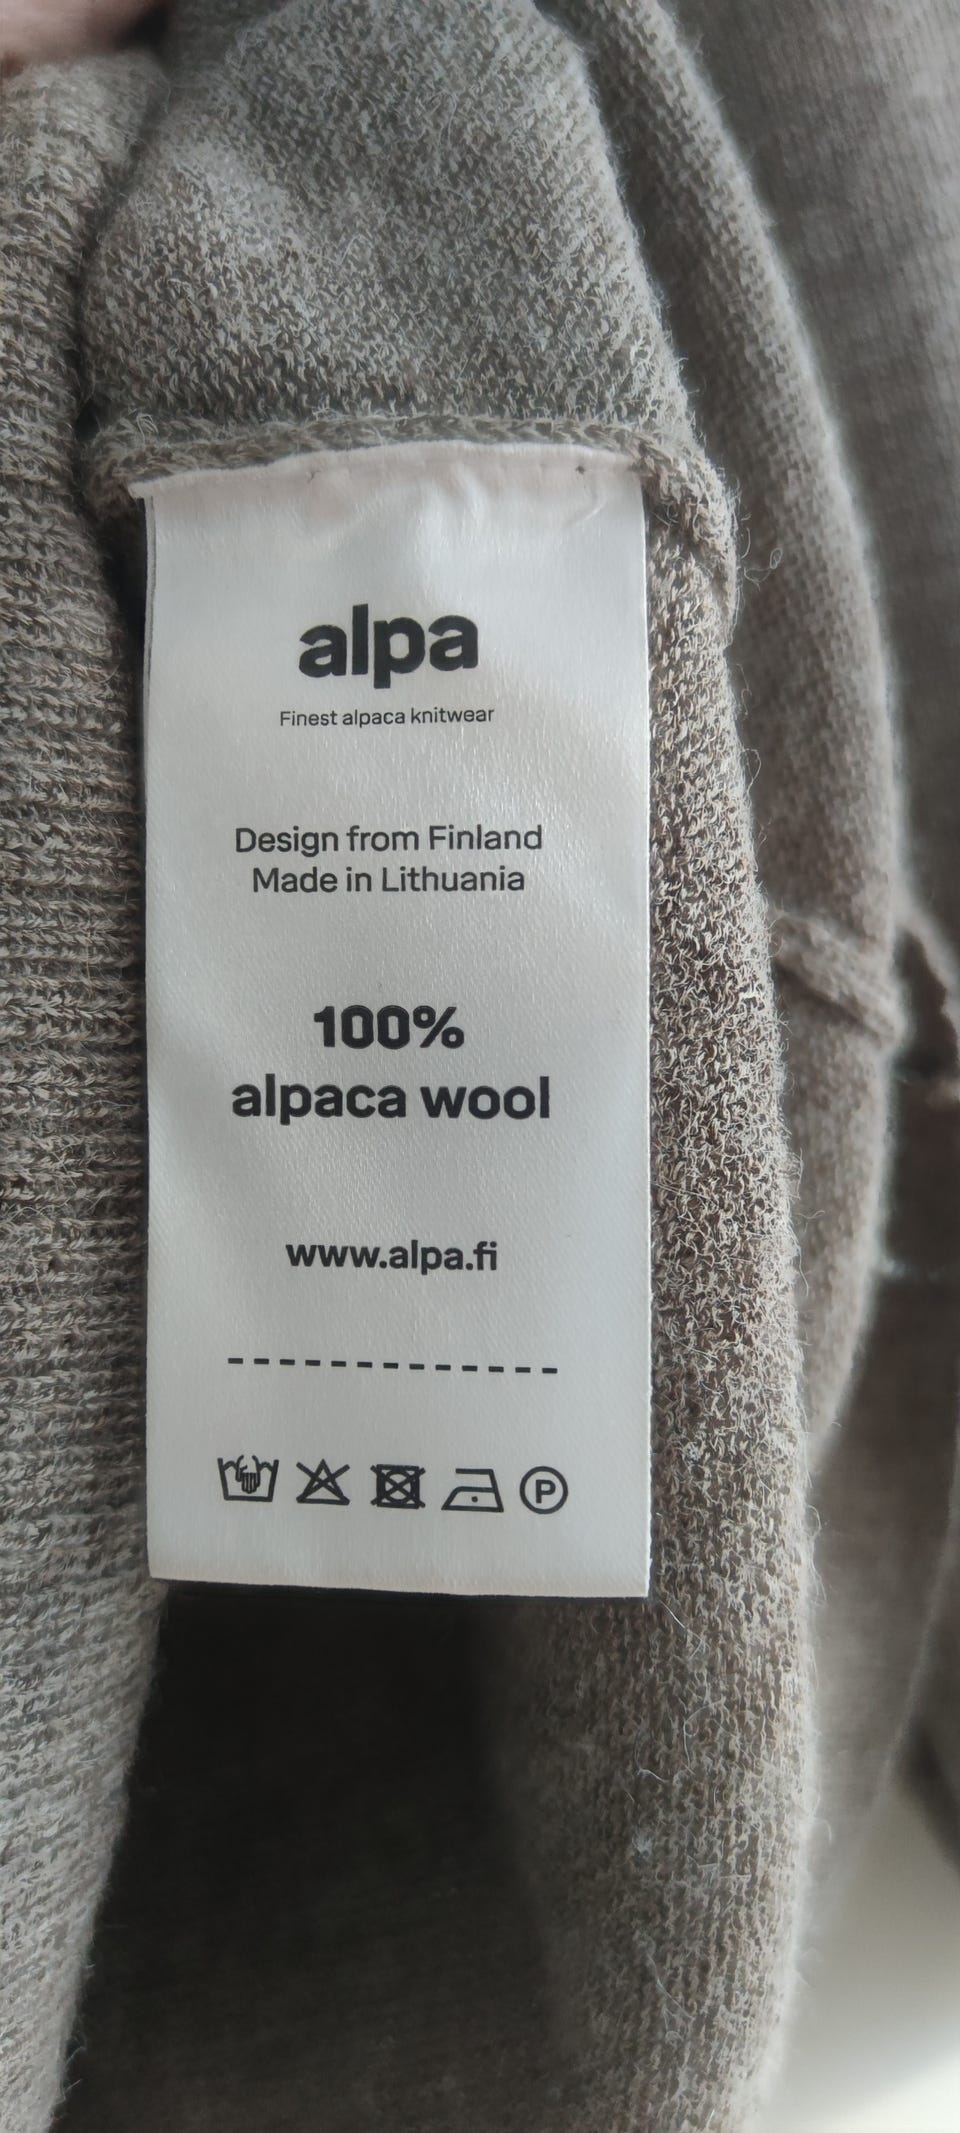 alpa
Finest alpaca knitwear
Design from Finland
Made in Lithuania
100%
alpaca wool
www.alpa.fi
P